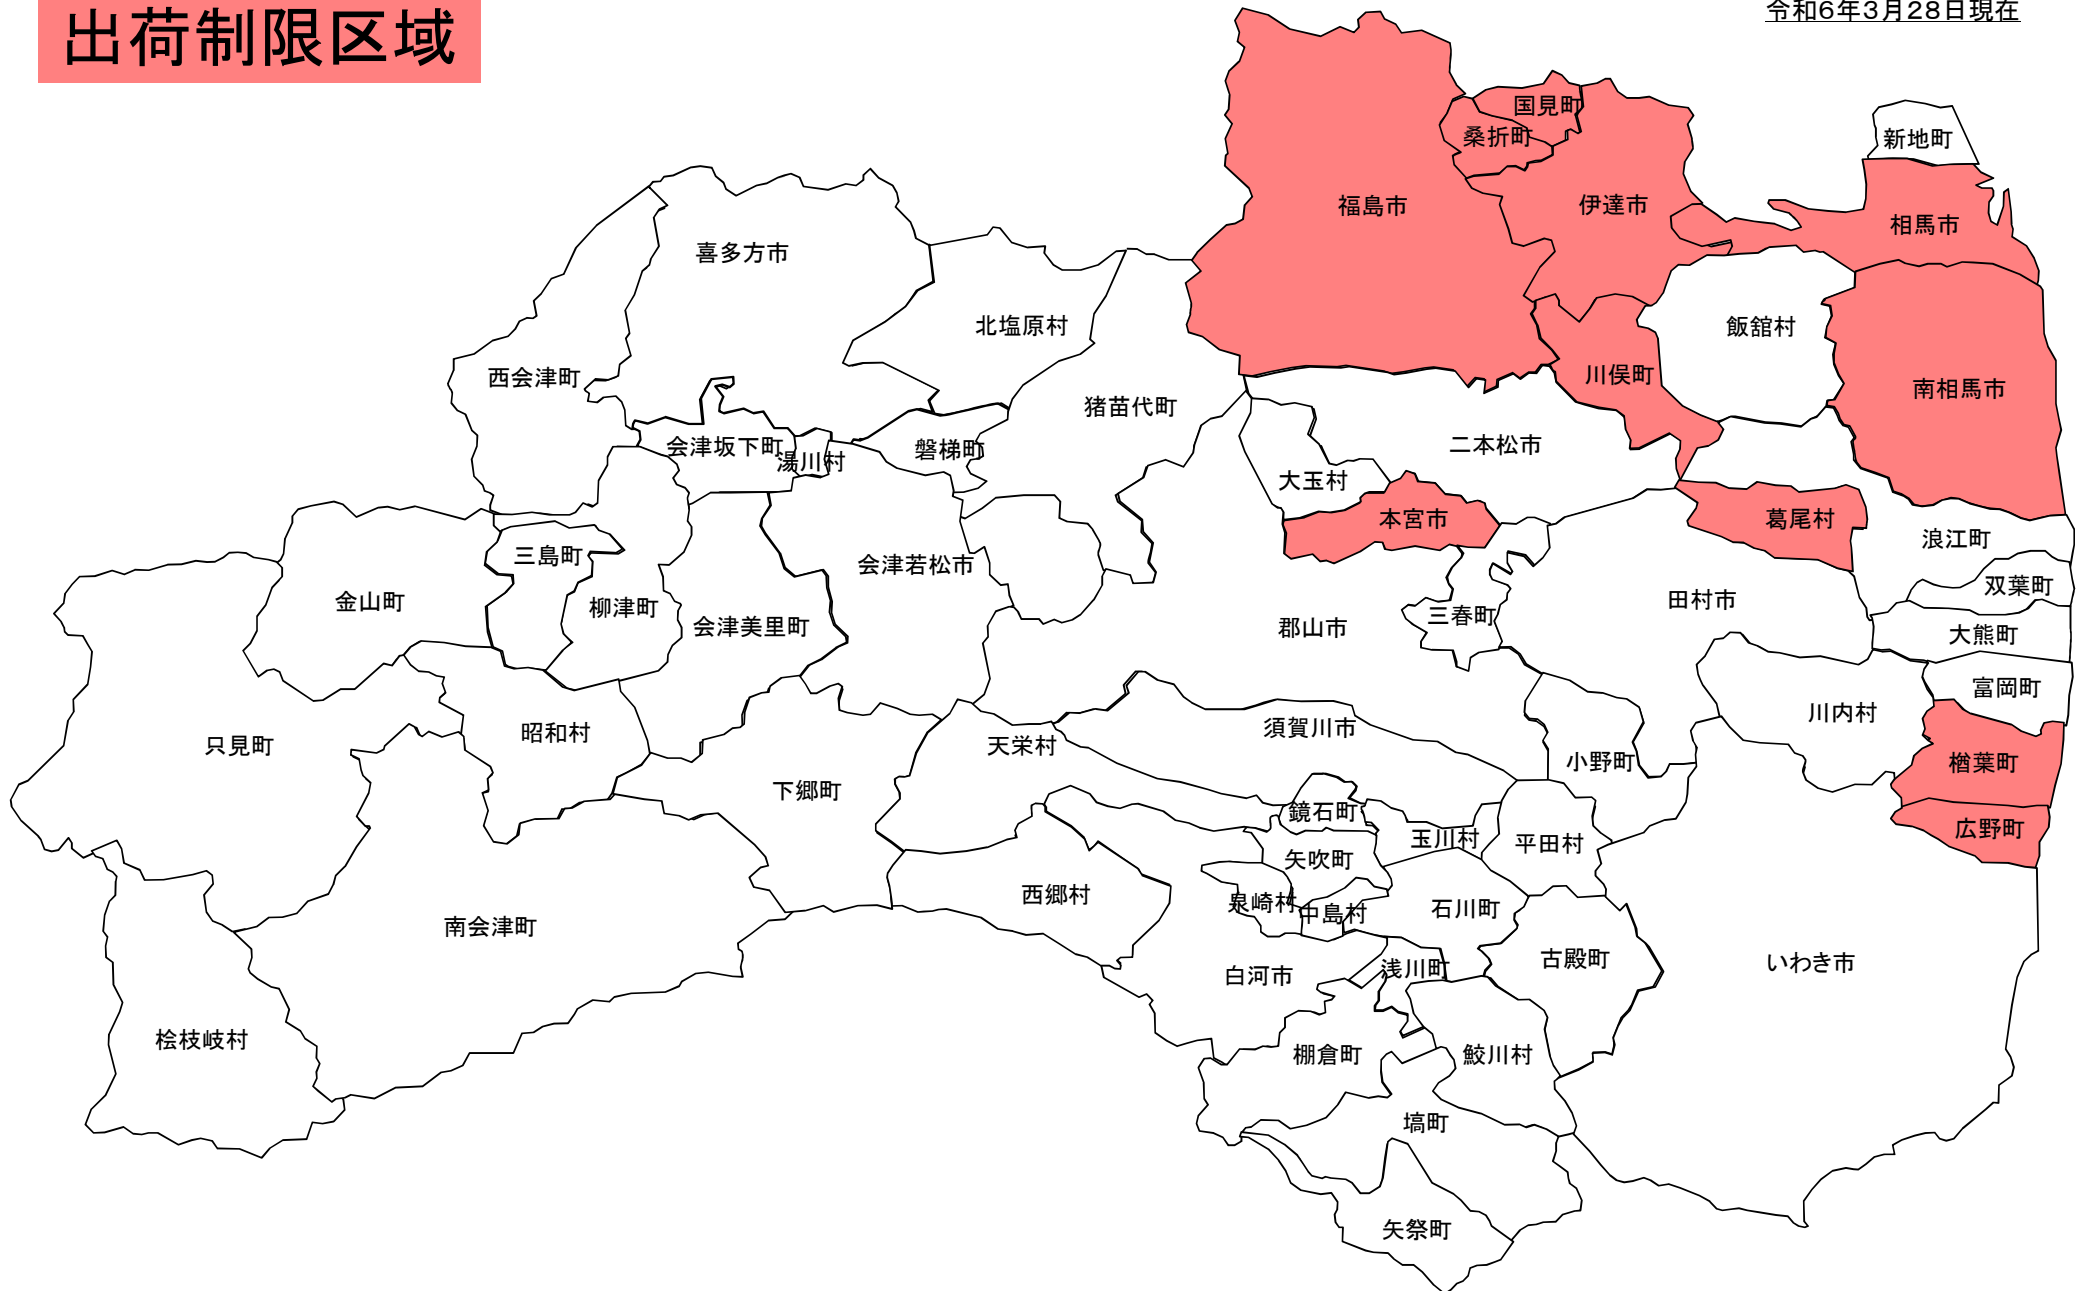 出荷制限区域
令和6年3月28日現在
国見町
桑折町
新地町
福島市
伊達市
相馬市
喜多方市
北塩原村
飯舘村
西会津町
川俣町
南相馬市
猪苗代町
会津坂下町
湯川村
磐梯町
二本松市
大玉村
本宮市
葛尾村
浪江町
三島町
会津若松市
双葉町
金山町
柳津町
田村市
会津美里町
郡山市
三春町
大熊町
富岡町
川内村
只見町
昭和村
天栄村
須賀川市
小野町
楢葉町
下郷町
鏡石町
玉川村
平田村
広野町
矢吹町
西郷村
泉崎村
中島村
石川町
南会津町
白河市
浅川町
古殿町
いわき市
桧枝岐村
棚倉町
鮫川村
塙町
矢祭町